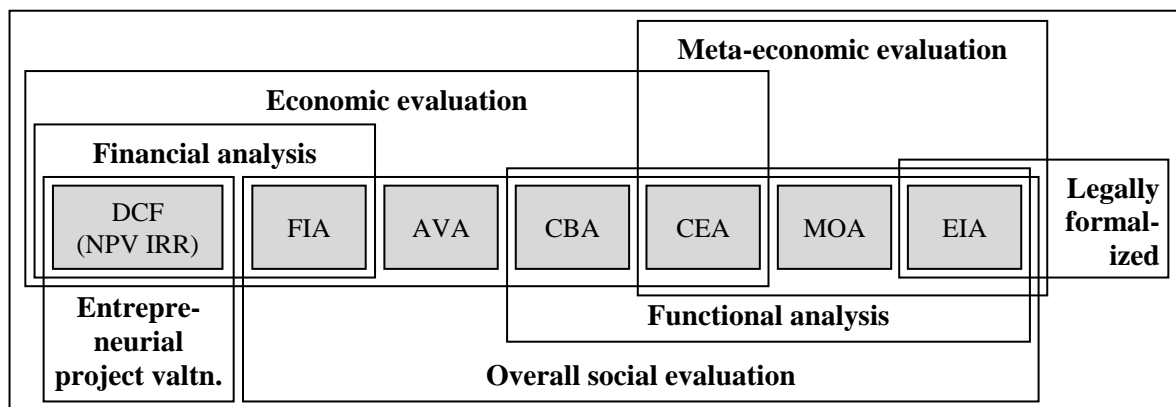 Meta-economic evaluation
Economic evaluation
Financial analysis
DCF
(NPV IRR)
FIA
AVA
CBA
CEA
MOA
EIA
Legally
formal-
ized
Entrepre-
neurial
project valtn.
Functional analysis
Overall social evaluation